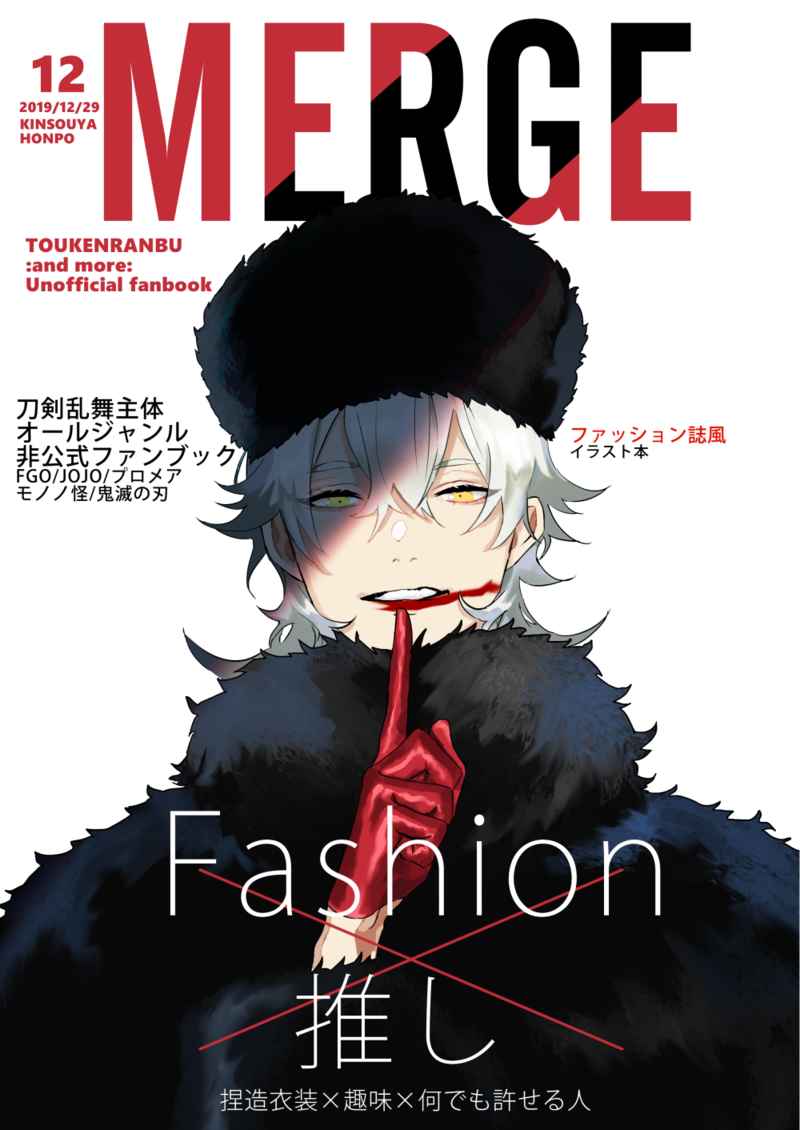 MERGE
12
2019/12/29
KINSOUYA
HONPO
TOUKENRANBU
:and more:
Unofficial fanbook
刀剣乱舞主体
オールジャンル
非公式ファンブック
FGO/JOJO/プロメア
モノノ怪/鬼滅の刃
ファッション誌風
イラスト本
Fashion
×
推し
捏造衣装×趣味×何でも許せる人